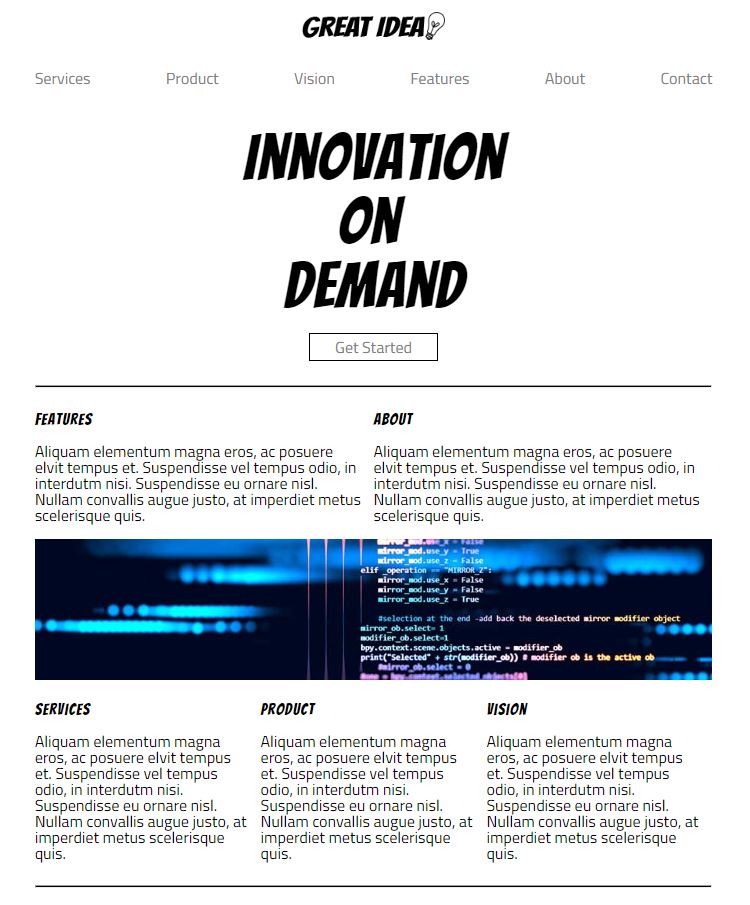 GREAT IDEA
Services Product Vision Features About Contact
INNOVATION
ON
DEMAND
Get Started
FEATURES
Aliquam elementum magna eros, ac posuere
elvit tempus et. Suspendisse vel tempus odio, in
interdutm nisi. Suspendisse eu ornare nisl.
Nullam convallis augue justo, at imperdiet metus
scelerisque quis.
ABOUT
Aliquam elementum magna eros, ac posuere
elvit tempus et. Suspendisse vel tempus odio, in
interdutm nisi. Suspendisse eu ornare nisl.
Nullam convallis augue justo, at imperdiet metus
scelerisque quis.
mirror_mod.use_x = False
mirror_mod.use_y = True
mirror_mod.use_z = False
elif _operation == "MIRROR_Z":
mirror_mod.use_x = False
mirror_mod.use_y = False
mirror_mod.use_z = True
#selection at the end -add back the deselected mirror modifier object
mirror_ob.select= 1
modifier_ob.select=1
bpy.context.scene.objects.active = modifier_ob
print("Selected" + str(modifier_ob)) # modifier ob is the active ob
#mirror_ob.select = 0
= bpy.context.selected_objects[0]
SERVICES
Aliquam elementum magna
eros, ac posuere elvit tempus
et. Suspendisse vel tempus
odio, in interdutm nisi.
Suspendisse eu ornare nisl.
Nullam convallis augue justo, at
imperdiet metus scelerisque
quis.
PRODUCT
Aliquam elementum magna
eros, ac posuere elvit tempus
et. Suspendisse vel tempus
odio, in interdutm nisi.
Suspendisse eu ornare nisl.
Nullam convallis augue justo, at
imperdiet metus scelerisque
quis.
VISION
Aliquam elementum magna
eros, ac posuere elvit tempus
et. Suspendisse vel tempus
odio, in interdutm nisi.
Suspendisse eu ornare nisl.
Nullam convallis augue justo, at
imperdiet metus scelerisque
quis.